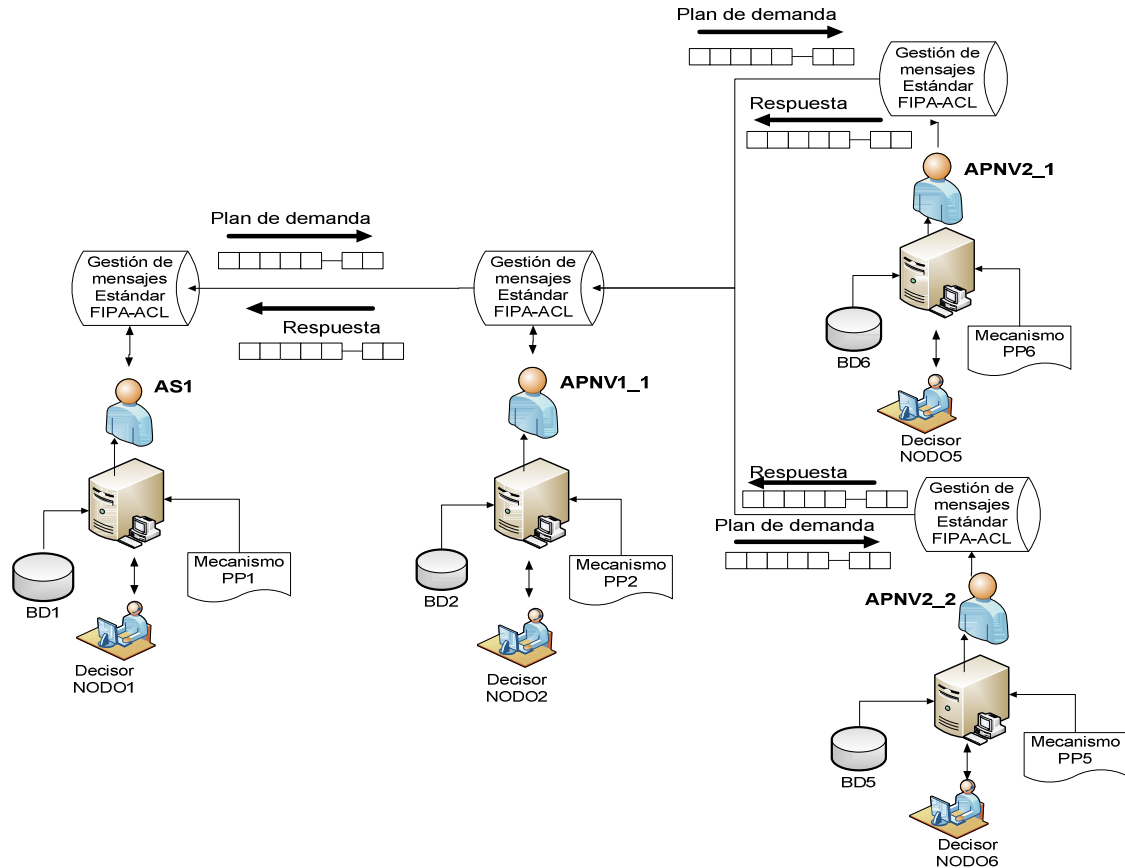 Plan de demanda
Gestión de
mensajes
Estándar
FIPA-ACL
Respuesta
APNV2_1
BD6
Mecanismo
PP6
Decisor
NODO5
Plan de demanda
Gestión de
mensajes
Estándar
FIPA-ACL
Respuesta
AS1
BD1
Mecanismo
PP1
Decisor
NODO1
Gestión de
mensajes
Estándar
FIPA-ACL
APNV1_1
BD2
Mecanismo
PP2
Decisor
NODO2
Respuesta
Plan de demanda
Gestión de
mensajes
Estándar
FIPA-ACL
APNV2_2
BD5
Mecanismo
PP5
Decisor
NODO6